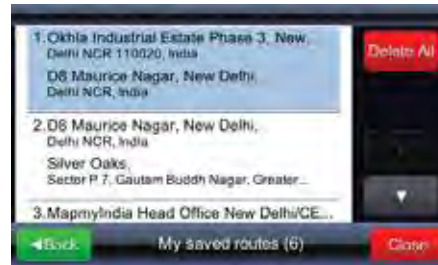 1.Okhla Industrial Estate Phase 3, New,
Delhi NCR 110020, India
D6 Maurice Nagar, New Delhi,
Delhi NCR, India
Delete All
2.D6 Maurice Nagar, New Delhi,
Delhi NCR, India
Silver Oaks,
Sector P 7, Gautam Buddh Nagar, Greater...
3.MapmyIndia Head Office New Delhi/CE...
Back
My saved routes (6)
Close